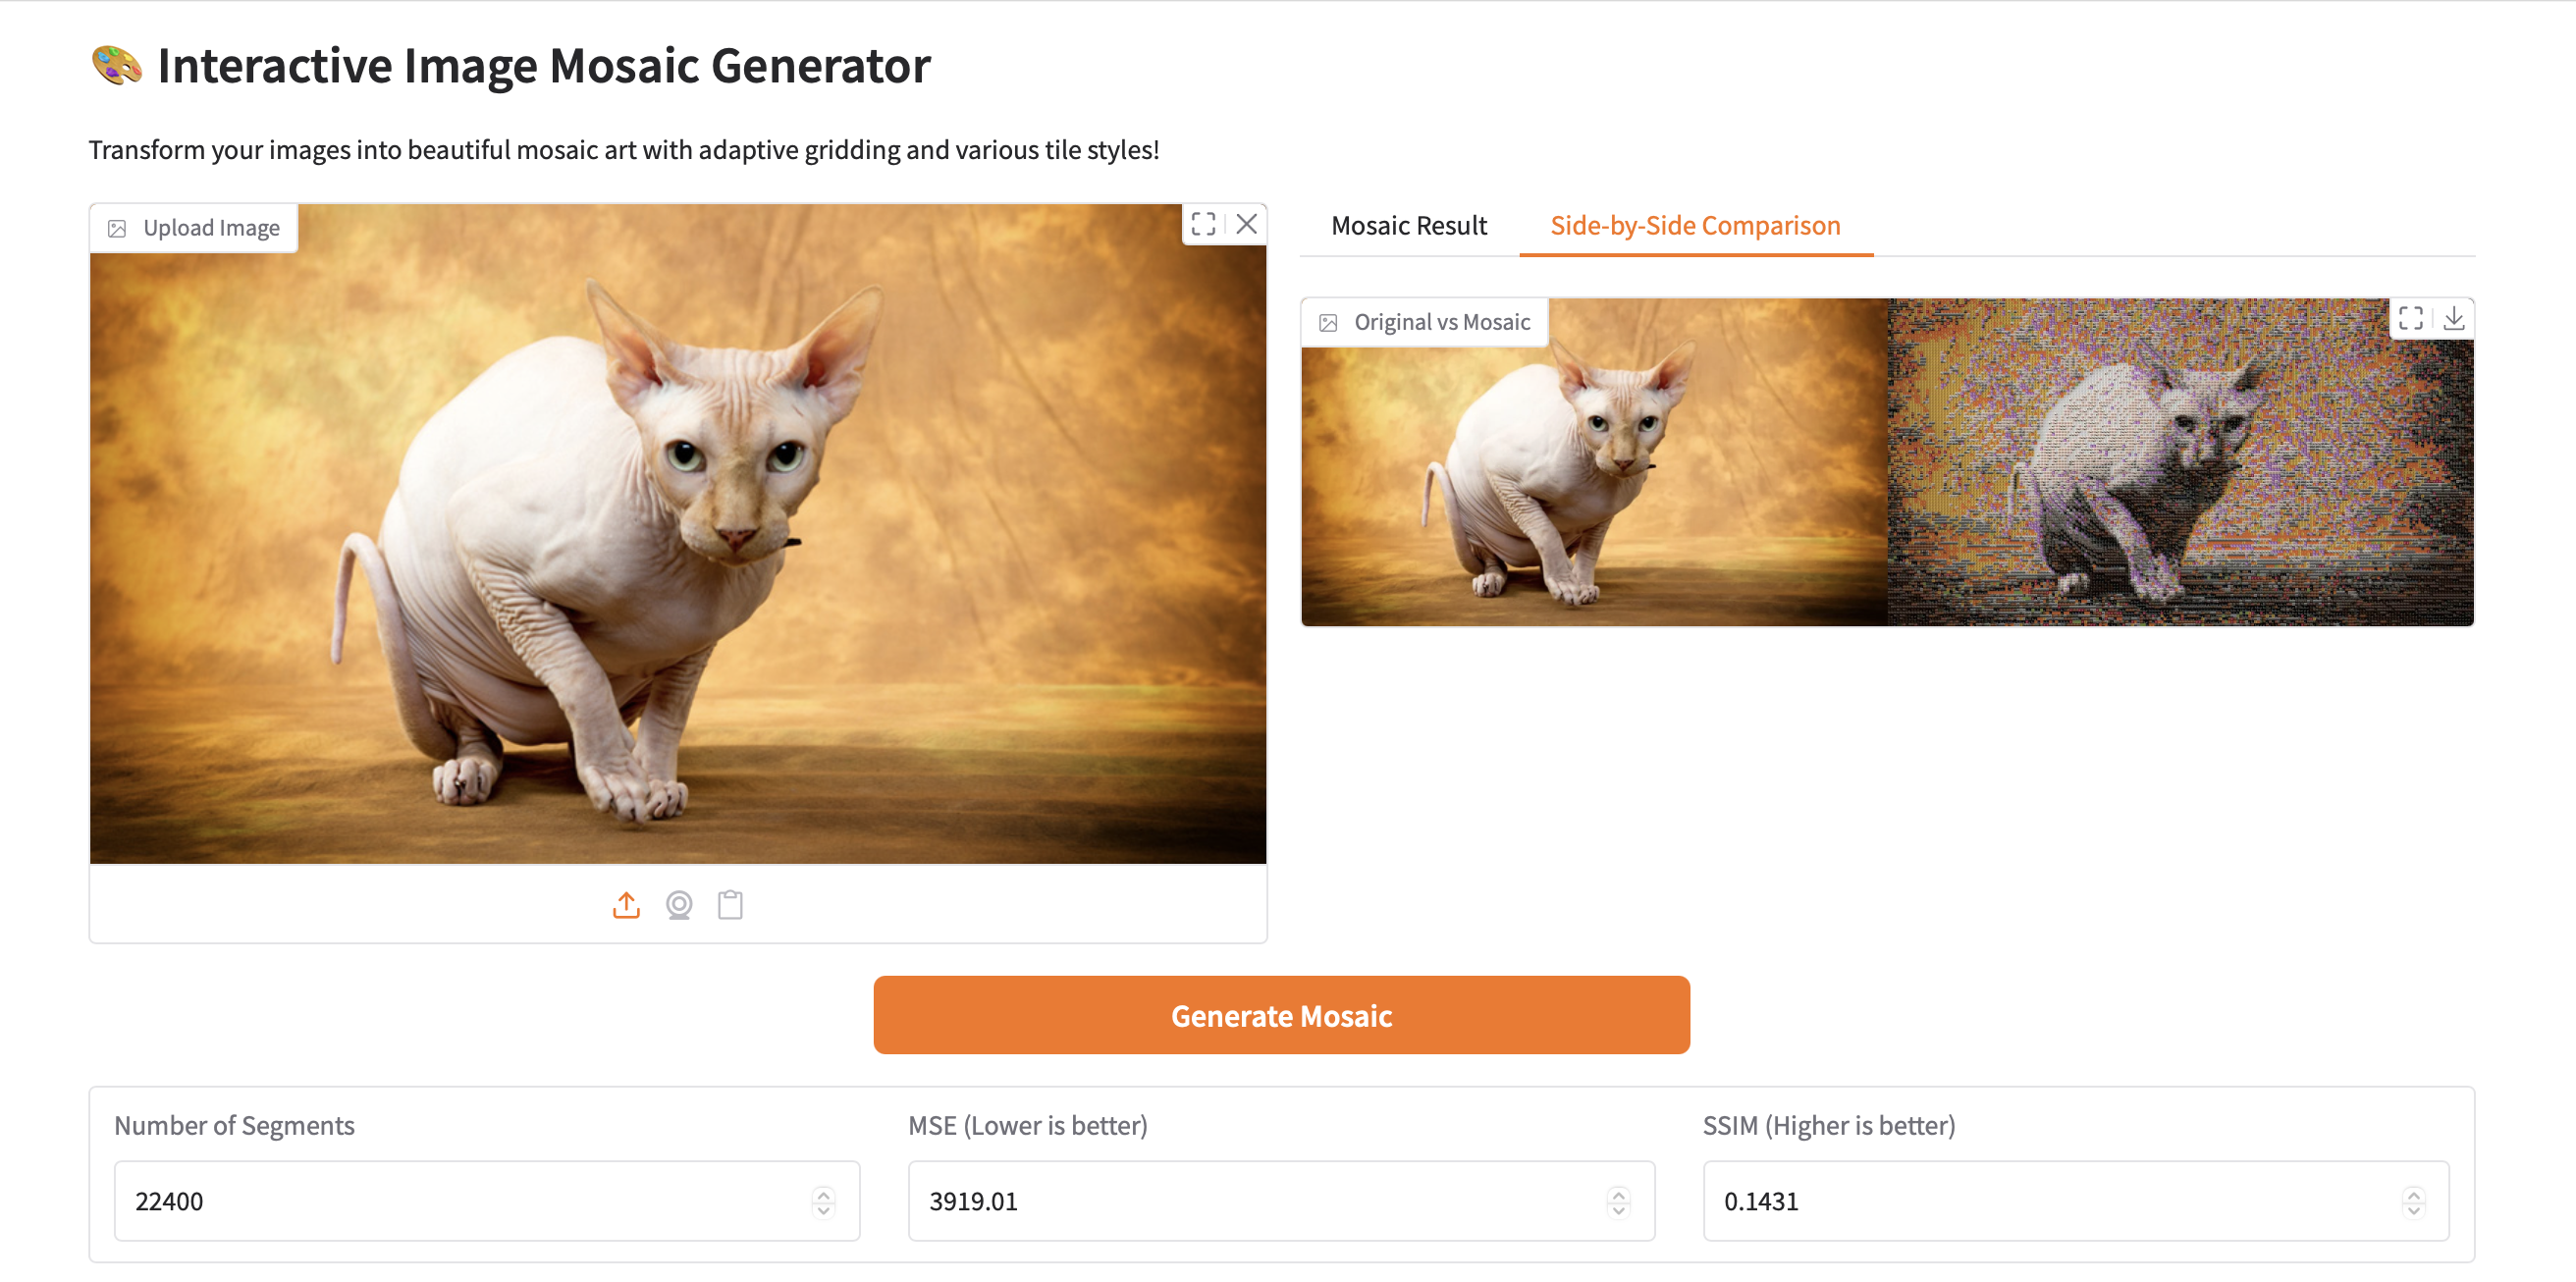 Interactive Image Mosaic Generator
Transform your images into beautiful mosaic art with adaptive gridding and various tile styles!
Upload Image
Mosaic Result
Side-by-Side Comparison
Original vs Mosaic
Generate Mosaic
Number of Segments
MSE (Lower is better)
SSIM (Higher is better)
22400
3919.01
0.1431